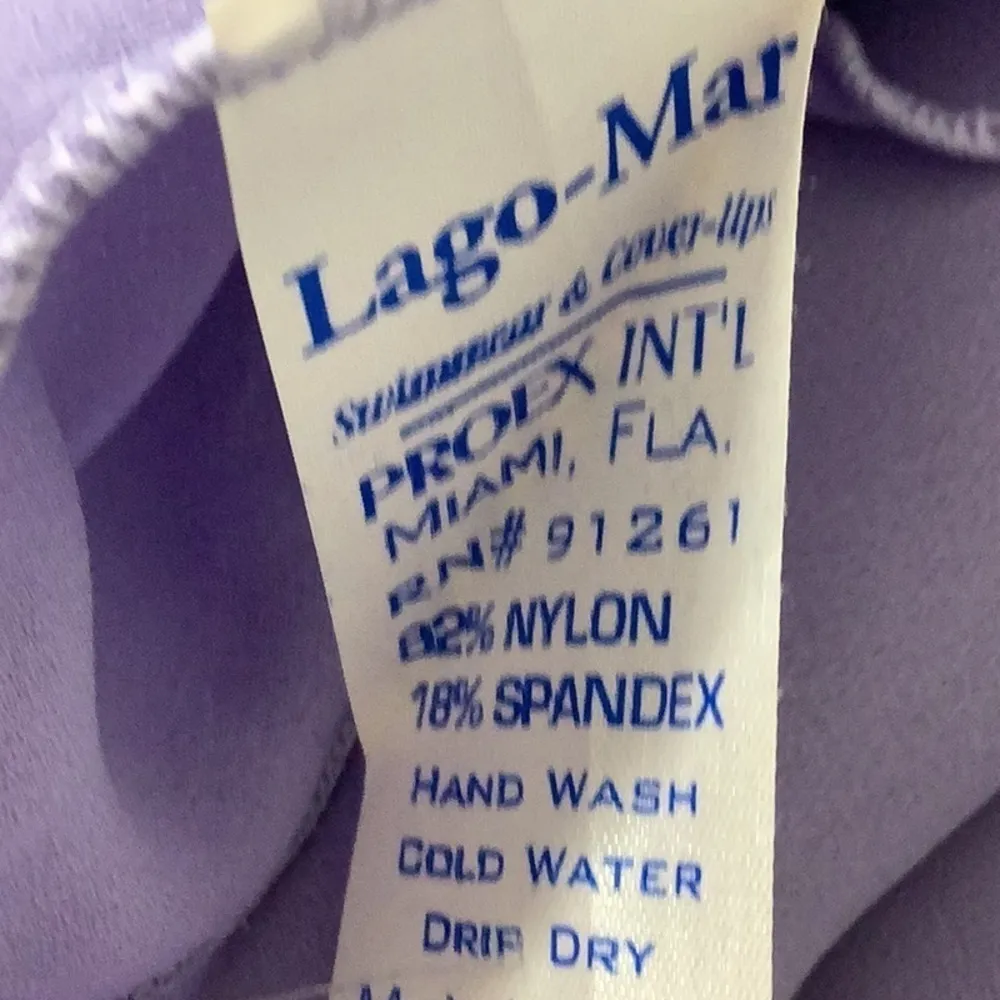 Lago-Mar
Swimwear & cover-Ups
PROEX INT'L
MIAMI, FLA.
RN# 91261
82% NYLON
18% SPANDEX
HAND WASH
COLD WATER
DRIP DRY